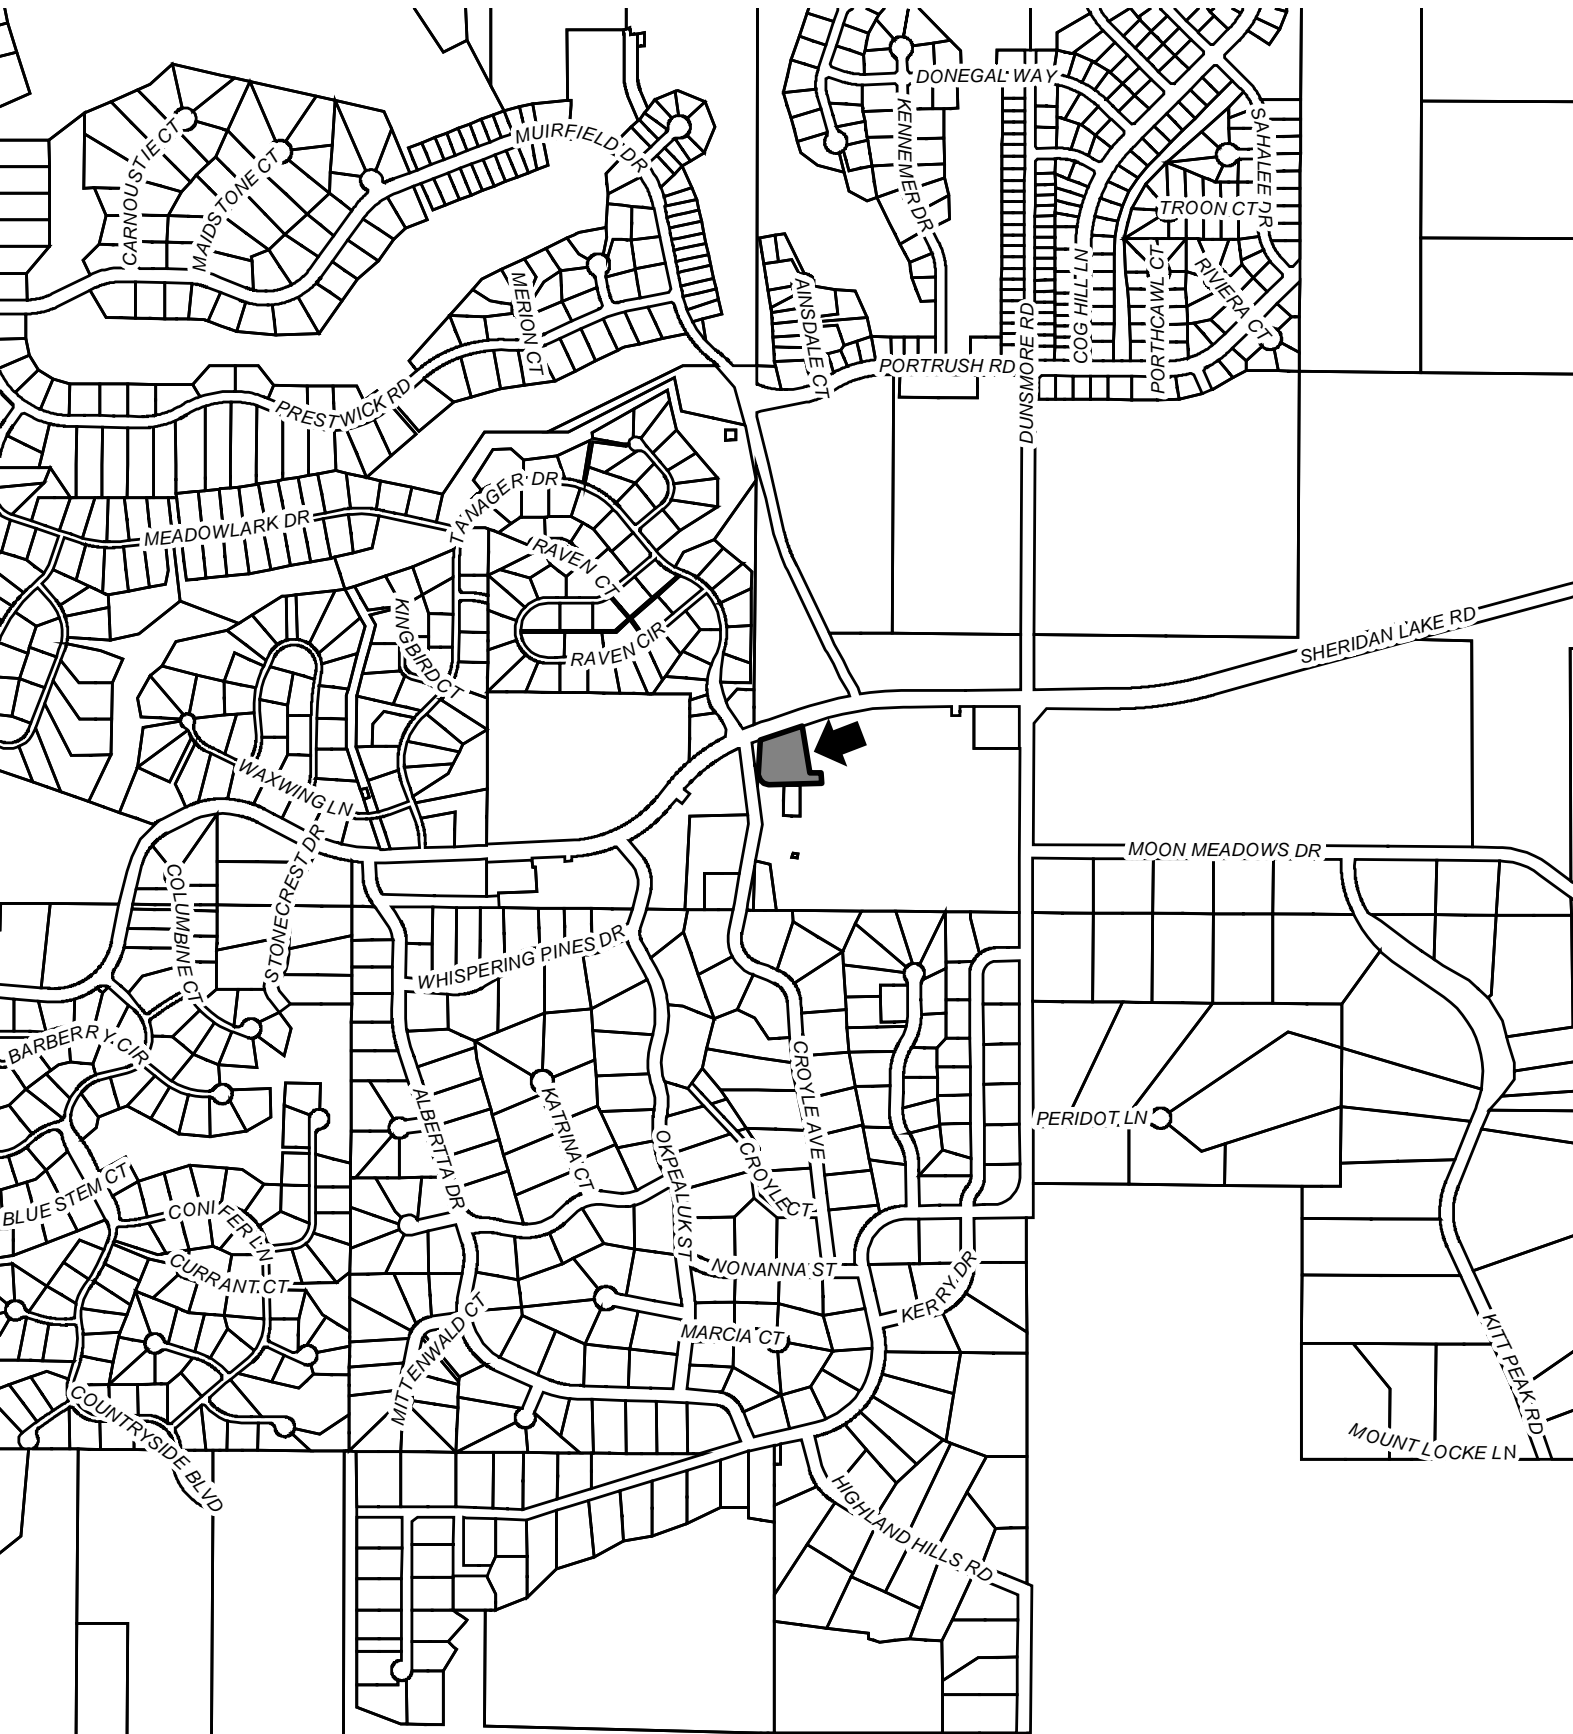 DONEGAL WAY
KENNEMER DR
SAHALEE DR
MUIRFIELD DR
CARNOUSTIE CT
MAIDSTONE CT
TROON CT
MERION CT
AINSDALE CT
COG HILL LN
PORTHCAWL CT
RIVIERA CT
DUNSMORE RD
PORTRUSH RD
PRESTWICK RD
TANAGER DR
MEADOWLARK DR
RAVEN CT
KINGBIRD CT
RAVEN CIR
SHERIDAN LAKE RD
WAXWING LN
MOON MEADOWS DR
STONECREST DR
COLUMBINE CT
WHISPERING PINES DR
BARBERRY CIR
CROYLE AVE
ALBERTTA DR
KATRINA CT
PERIDOT LN
OKPEALUK ST
CROYLE CT
BLUE STEM CT
CONIFER LN
CURRANT CT
NONANNA ST
KERRY DR
MITTENWALD CT
MARCIA CT
KITT PEAK RD
COUNTRYSIDE BLVD
MOUNT LOCKE LN
HIGHLAND HILLS RD